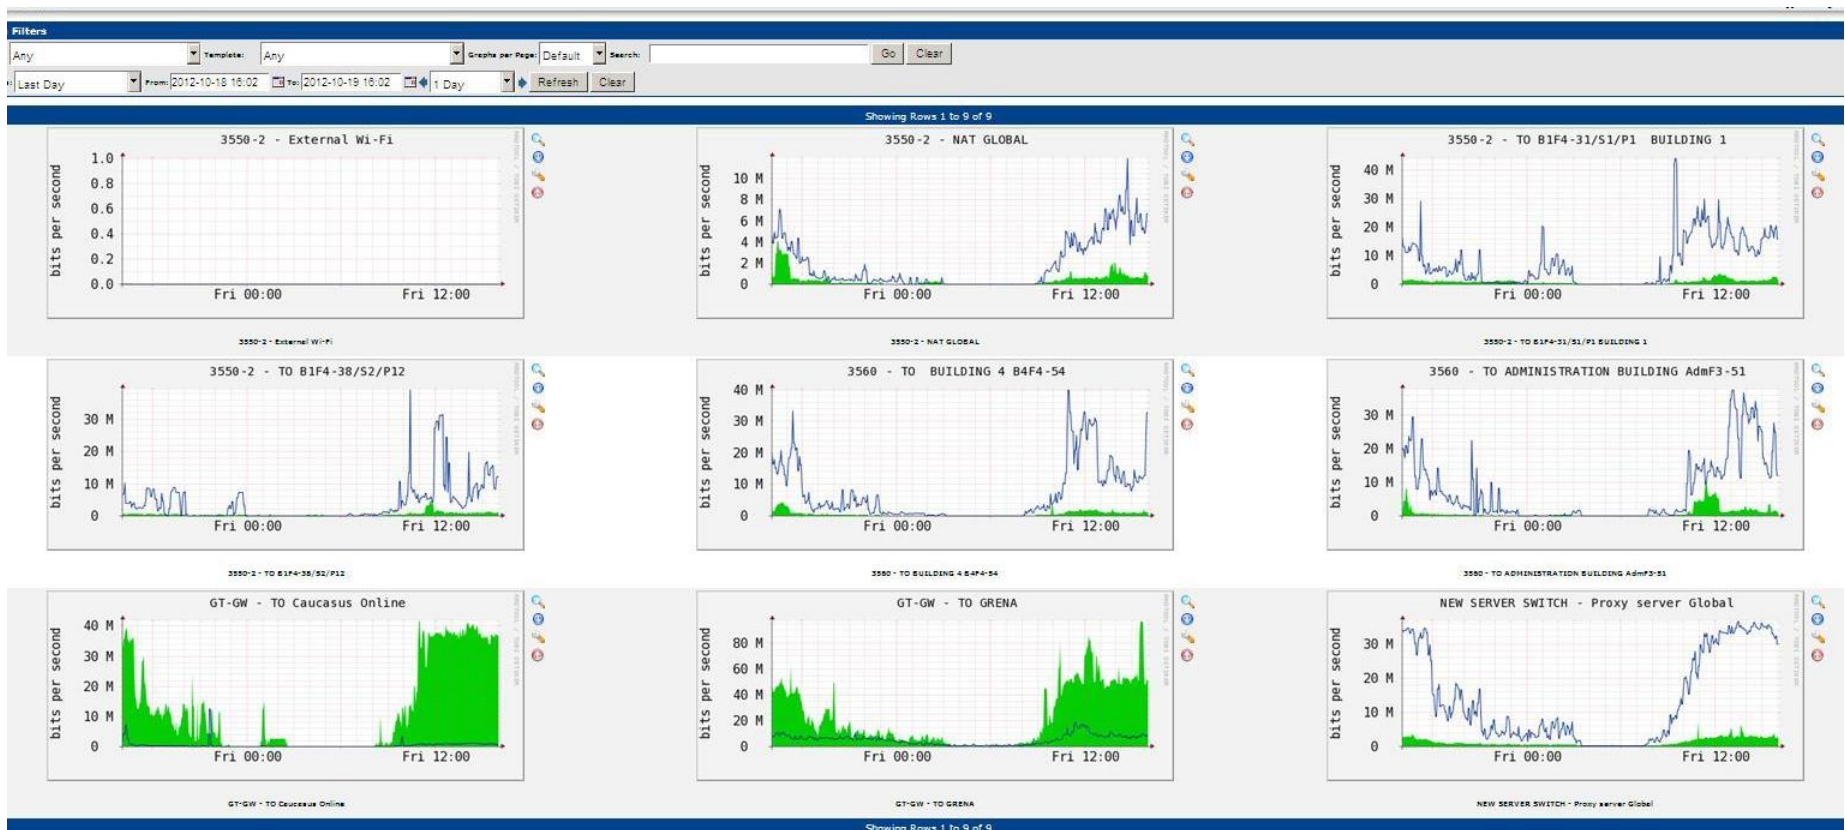 Filters
Any Template: Any Graphs per Page: Default Search: Go Clear
Last Day From: 2012-10-18 16:02 To: 2012-10-19 16:02 1 Day Refresh Clear
Showing Rows 1 to 9 of 9
3550-2 - External Wi-Fi
bits per second
1.0
0.8
0.6
0.4
0.2
0.0
Fri 00:00 Fri 12:00
3550-2 - External Wi-Fi
3550-2 - NAT GLOBAL
bits per second
10 M
8 M
6 M
4 M
2 M
0
Fri 00:00 Fri 12:00
3550-2 - NAT GLOBAL
3550-2 - TO B1F4-31/S1/P1 BUILDING 1
bits per second
40 M
30 M
20 M
10 M
0
Fri 00:00 Fri 12:00
3550-2 - TO B1F4-31/S1/P1 BUILDING 1
3550-2 - TO B1F4-38/S2/P12
bits per second
30 M
20 M
10 M
0
Fri 00:00 Fri 12:00
3550-2 - TO B1F4-38/S2/P12
3560 - TO BUILDING 4 B4F4-54
bits per second
40 M
30 M
20 M
10 M
0
Fri 00:00 Fri 12:00
3560 - TO BUILDING 4 B4F4-54
3560 - TO ADMINISTRATION BUILDING AdmF3-51
bits per second
30 M
20 M
10 M
0
Fri 00:00 Fri 12:00
3560 - TO ADMINISTRATION BUILDING AdmF3-51
GT-GW - TO Caucasus Online
bits per second
40 M
30 M
20 M
10 M
0
Fri 00:00 Fri 12:00
GT-GW - TO Caucasus Online
GT-GW - TO GRENA
bits per second
80 M
60 M
40 M
20 M
0
Fri 00:00 Fri 12:00
GT-GW - TO GRENA
NEW SERVER SWITCH - Proxy server Global
bits per second
30 M
20 M
10 M
0
Fri 00:00 Fri 12:00
NEW SERVER SWITCH - Proxy server Global
Showing Rows 1 to 9 of 9